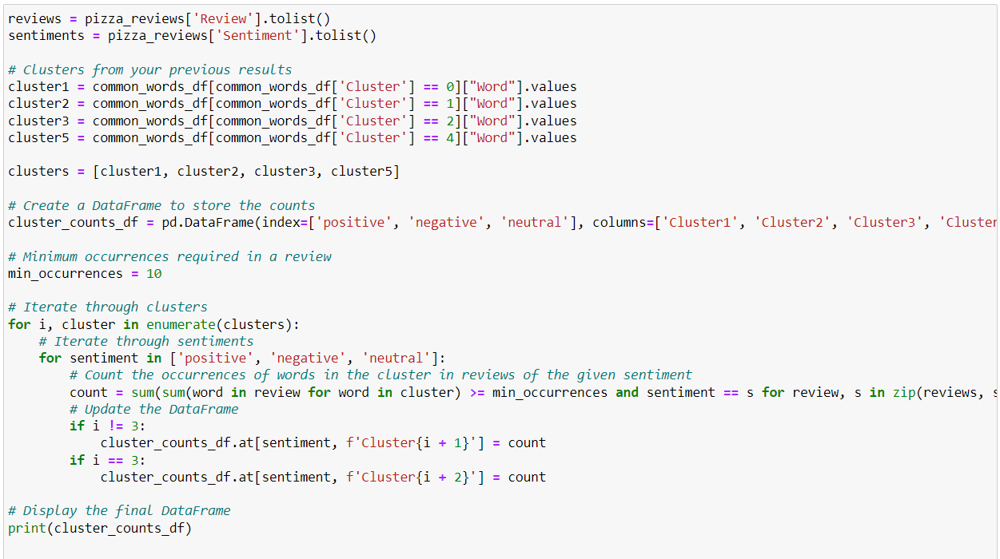 reviews = pizza_reviews['Review'].tolist()
sentiments = pizza_reviews['Sentiment'].tolist()
# Clusters from your previous results
cluster1 = common_words_df[common_words_df['Cluster'] == 0]["Word"].values
cluster2 = common_words_df[common_words_df['Cluster'] == 1]["Word"].values
cluster3 = common_words_df[common_words_df['Cluster'] == 2]["Word"].values
cluster5 = common_words_df[common_words_df['Cluster'] == 4]["Word"].values
clusters = [cluster1, cluster2, cluster3, cluster5]
# Create a DataFrame to store the counts
cluster_counts_df = pd.DataFrame(index=['positive', 'negative', 'neutral'], columns=['Cluster1', 'Cluster2', 'Cluster3', 'Cluster
# Minimum occurrences required in a review
min_occurrences = 10
# Iterate through clusters
for i, cluster in enumerate(clusters):
    # Iterate through sentiments
    for sentiment in ['positive', 'negative', 'neutral']:
        # Count the occurrences of words in the cluster in reviews of the given sentiment
        count = sum(sum(word in review for word in cluster) >= min_occurrences and sentiment == s for review, s in zip(reviews,
        # Update the DataFrame
        if i != 3:
            cluster_counts_df.at[sentiment, f'Cluster{i + 1}'] = count
        if i == 3:
            cluster_counts_df.at[sentiment, f'Cluster{i + 2}'] = count
# Display the final DataFrame
print(cluster_counts_df)